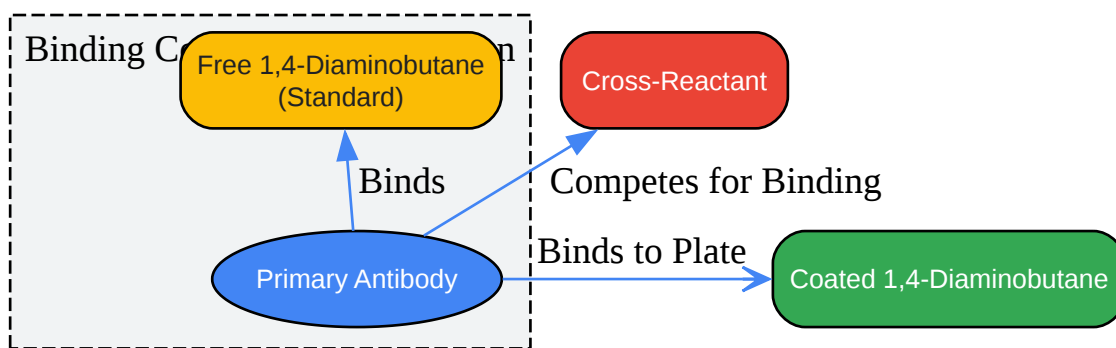 Binding
Free 1,4-Diaminobutane
(Standard)
Cross-Reactant
Binds
Competes for Binding
Binds to Plate
Primary Antibody
Coated 1,4-Diaminobutane